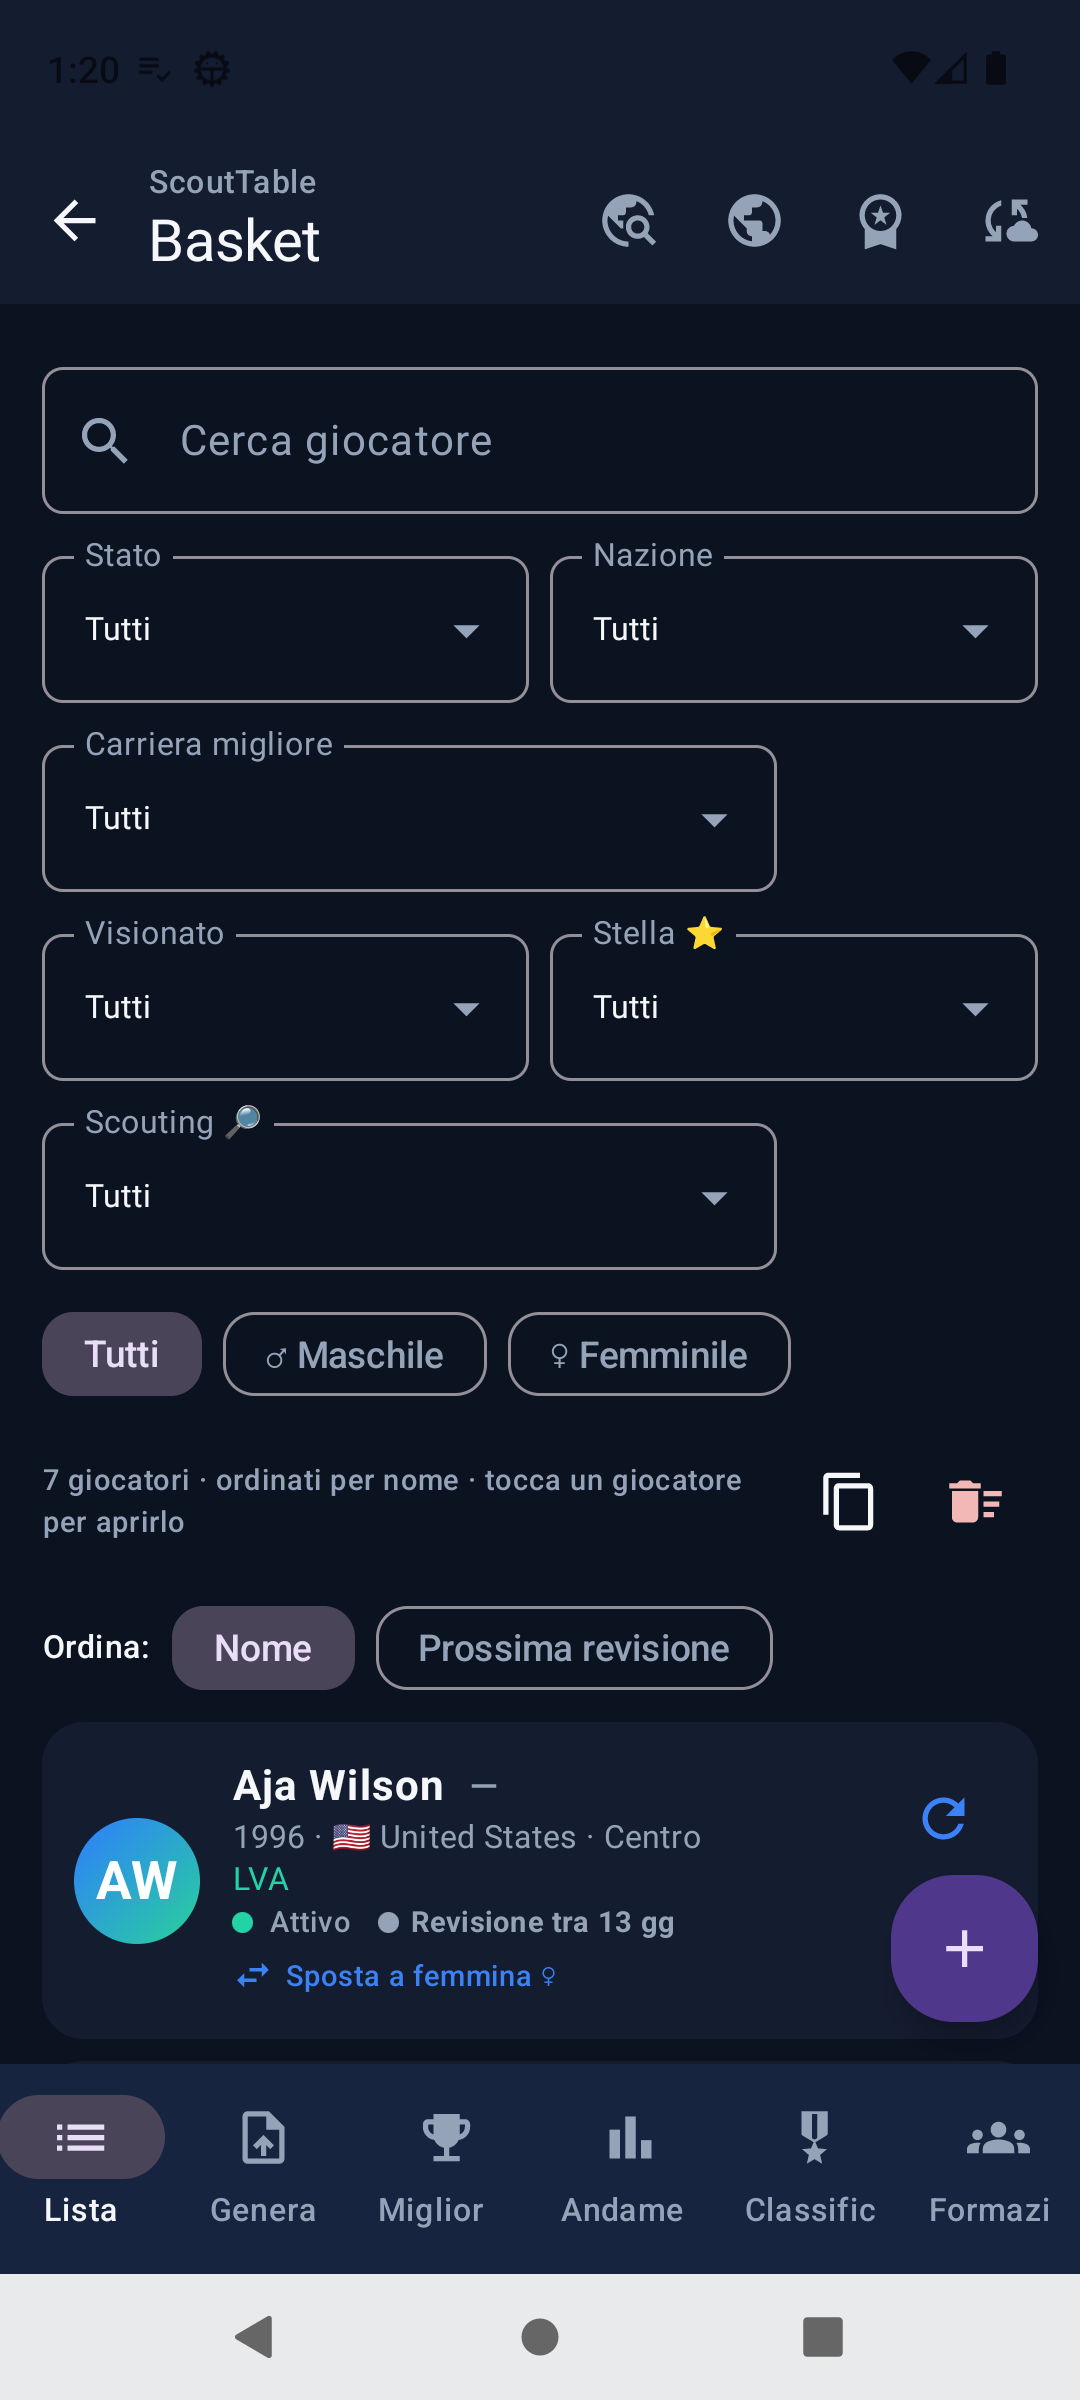 1:20
ScoutTable
Basket
Cerca giocatore
Stato
Nazione
Tutti
Tutti
Carriera migliore
Tutti
Visionato
Stella ⭐
Tutti
Tutti
Scouting 🔎
Tutti
Tutti
♂ Maschile
♀ Femminile
7 giocatori · ordinati per nome · tocca un giocatore
per aprirlo
Ordina:
Nome
Prossima revisione
Aja Wilson —
AW
1996 · 🇺🇸 United States · Centro
LVA
Attivo
Revisione tra 13 gg
Sposta a femmina ♀
Lista
Genera
Miglior
Andame
Classific
Formazi